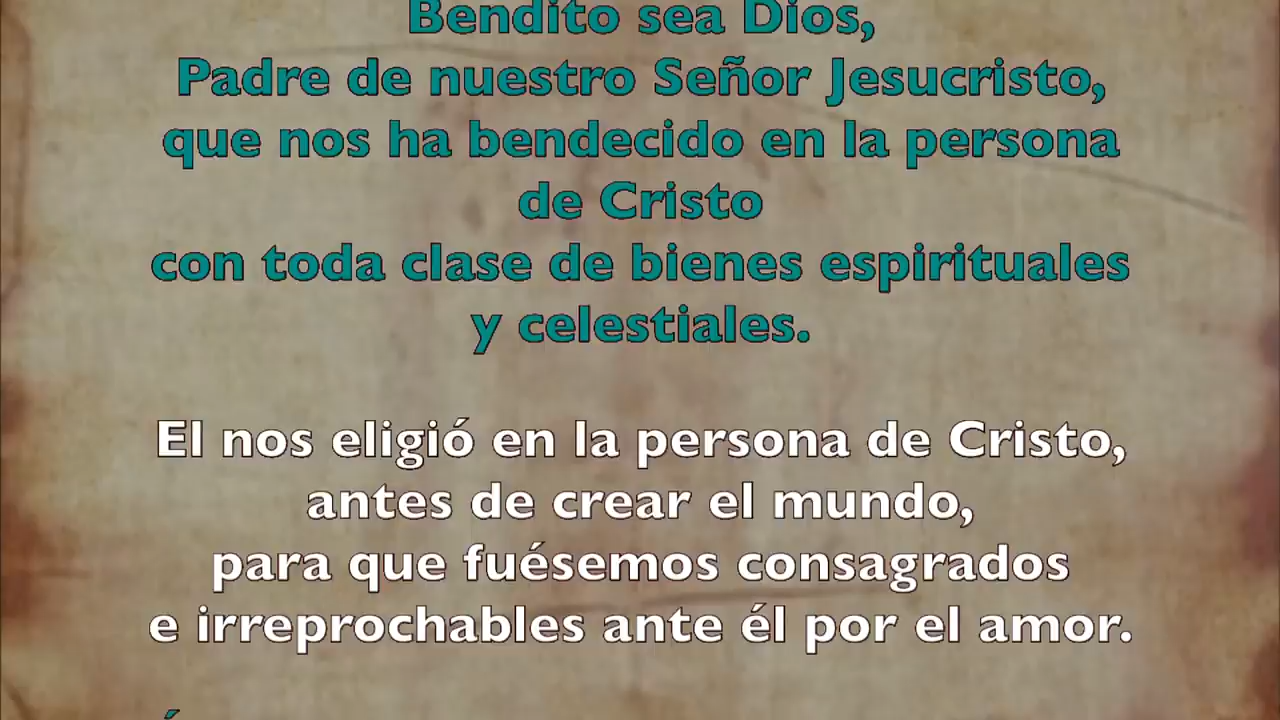 Bendito sea Dios,
Padre de nuestro Señor Jesucristo,
que nos ha bendecido en la persona
de Cristo
con toda clase de bienes espirituales
y celestiales.
El nos eligió en la persona de Cristo,
antes de crear el mundo,
para que fuésemos consagrados
e irreprochables ante él por el amor.